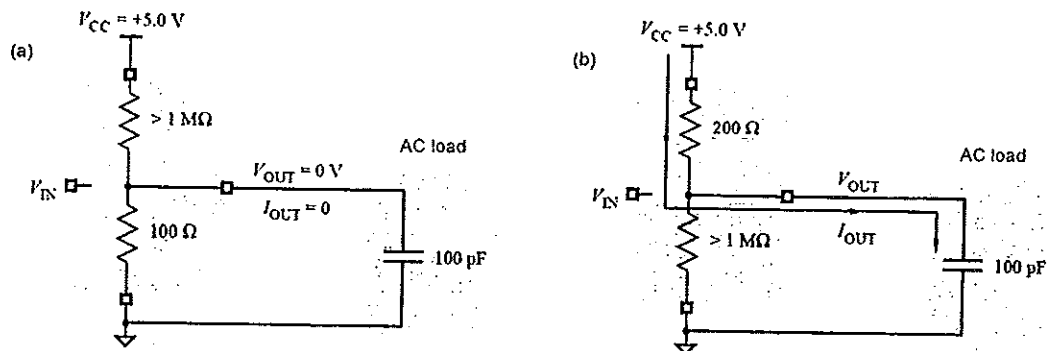 (a)
V_CC = +5.0 V
> 1 MΩ
AC load
V_IN
V_OUT = 0 V
I_OUT = 0
100 Ω
100 pF
(b)
V_CC = +5.0 V
200 Ω
AC load
V_IN
V_OUT
I_OUT
> 1 MΩ
100 pF